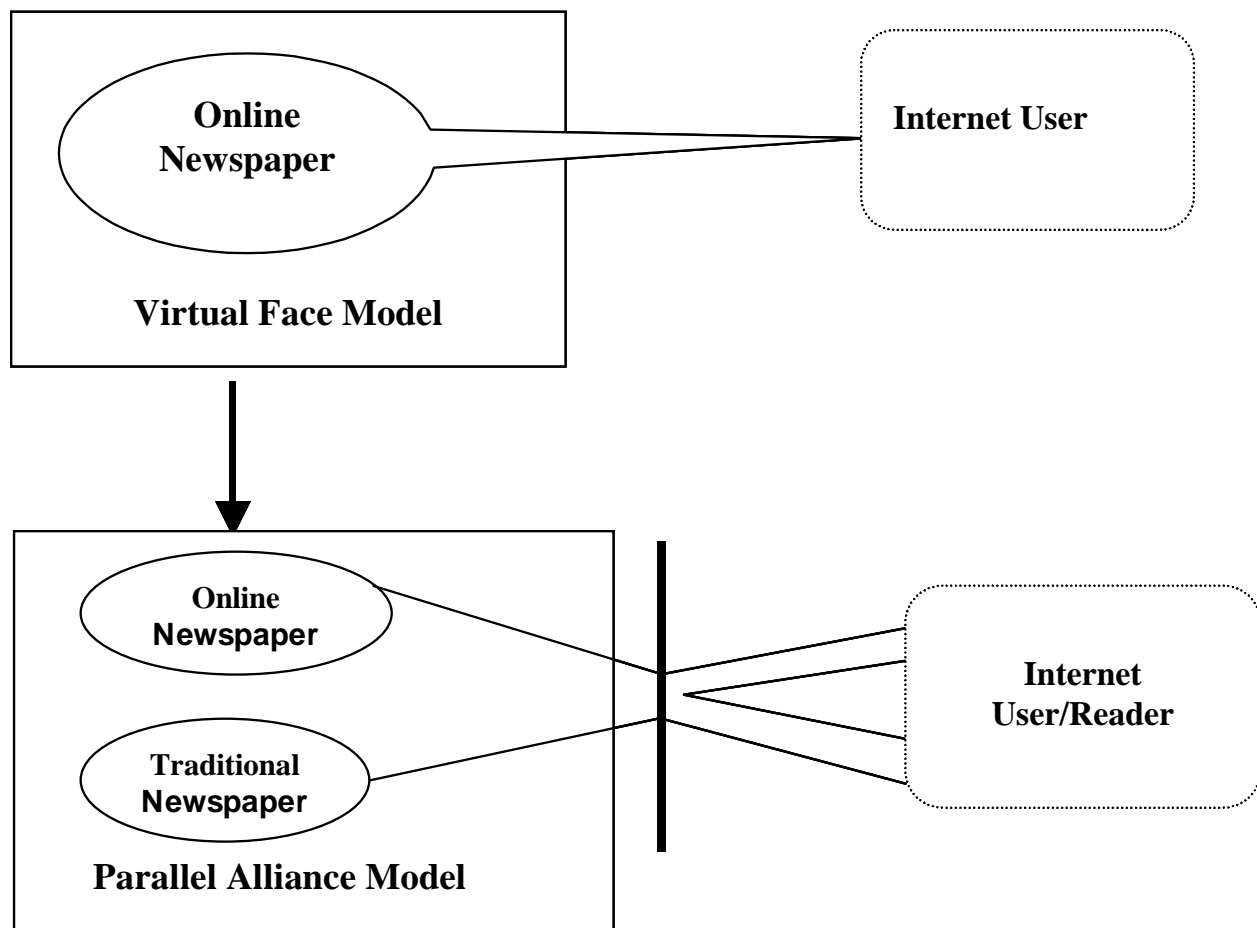 Online
Newspaper
Internet User
Virtual Face Model
Online
Newspaper
Internet
User/Reader
Traditional
Newspaper
Parallel Alliance Model